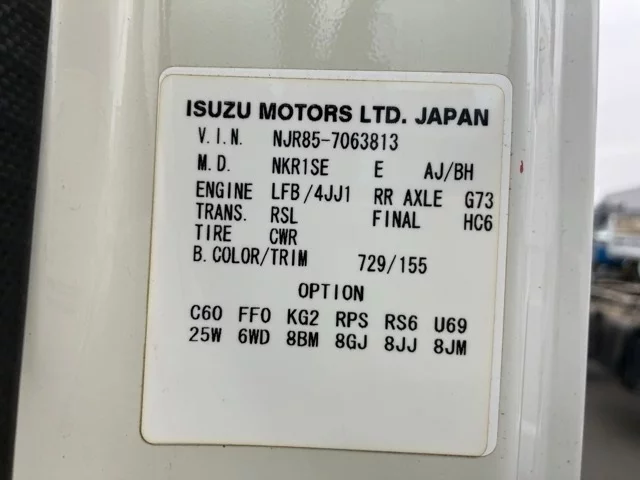 ISUZU MOTORS LTD. JAPAN
V.I.N. NJR85-7063813
M.D. NKR1SE E AJ/BH
ENGINE LFB/4JJ1 RR AXLE G73
TRANS. RSL FINAL HC6
TIRE CWR
B.COLOR/TRIM 729/155
OPTION
C60 FF0 KG2 RPS RS6 U69
25W 6WD 8BM 8GJ 8JJ 8JM